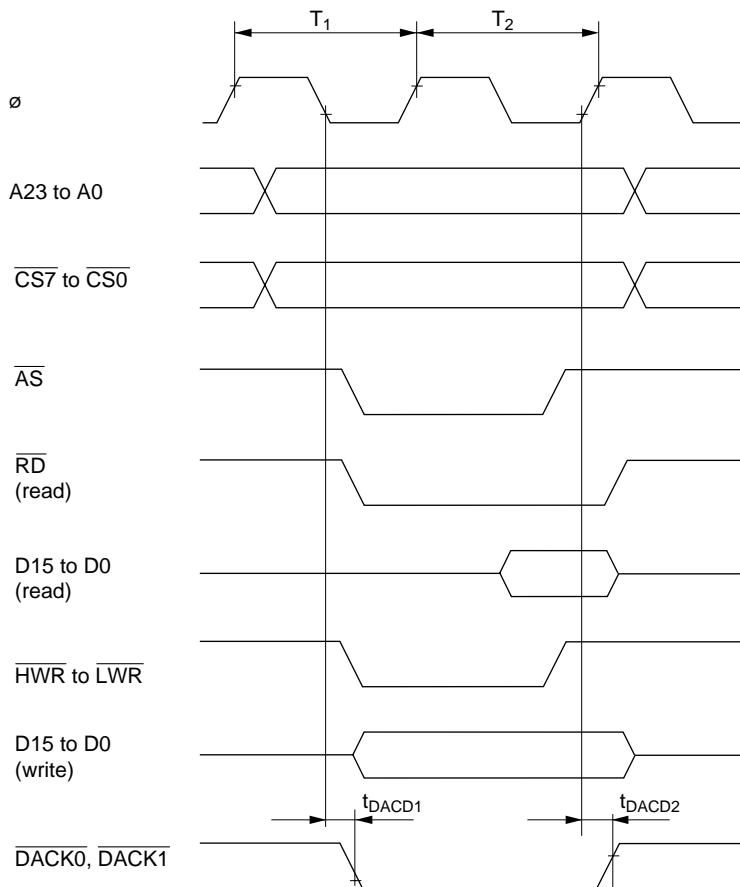 T1 T2
ø
A23 to A0
CS7 to CS0
AS
RD
(read)
D15 to D0
(read)
HWR to LWR
D15 to D0
(write)
tDACD1 tDACD2
DACK0, DACK1